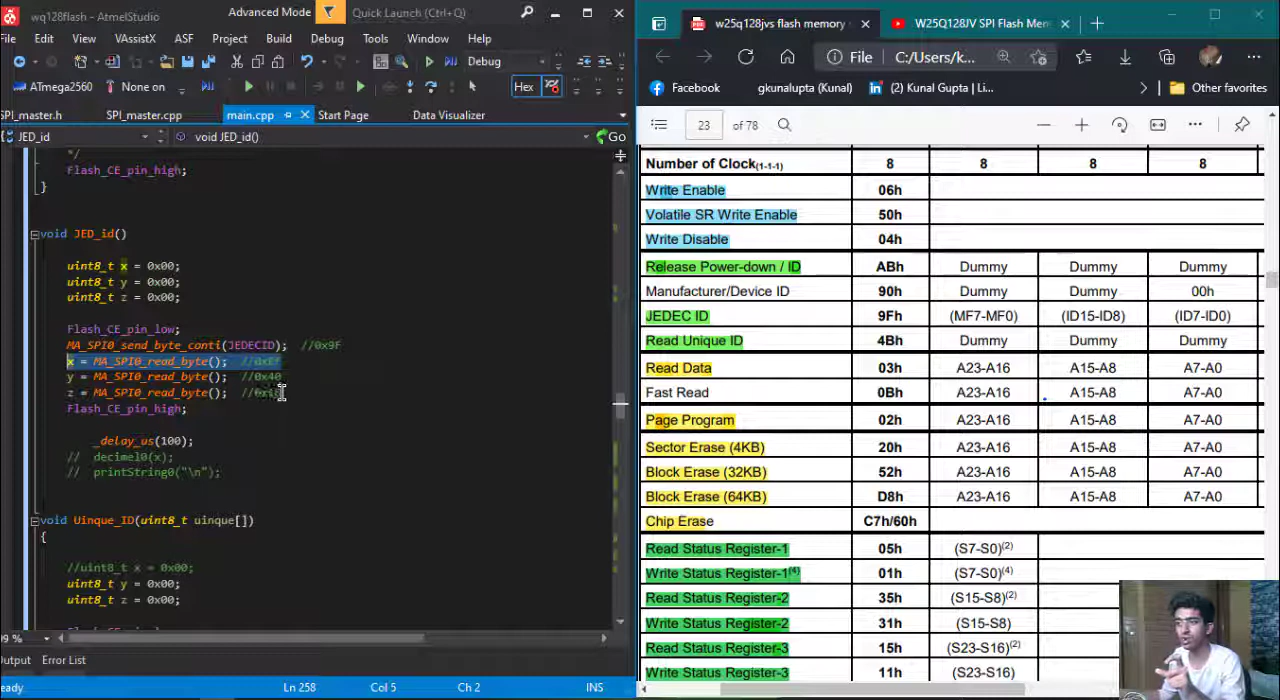 wq128flash - AtmelStudio
Advanced Mode
Quick Launch (Ctrl+Q)
File Edit View VAssistX ASF Project Build Debug Tools Window Help
Debug
ATmega2560 None on Hex
SPI_master.h SPI_master.cpp main.cpp Start Page Data Visualizer
JED_id void JED_id() Go
*/
Flash_CE_pin_high;
}
void JED_id()
uint8_t x = 0x00;
uint8_t y = 0x00;
uint8_t z = 0x00;
Flash_CE_pin_low;
MA_SPI0_send_byte_conti(JEDECID); //0x9F
x = MA_SPI0_read_byte(); //0xEf
y = MA_SPI0_read_byte(); //0x40
z = MA_SPI0_read_byte();
Flash_CE_pin_high;
_delay_us(100);
// decimel0(x);
// printString0("\n");
void Uinque_ID(uint8_t uinque[])
{
//uint8_t x = 0x00;
uint8_t y = 0x00;
uint8_t z = 0x00;
99 %
Output Error List
Ready Ln 258 Col 5 Ch 2 INS
w25q128jvs flash memory
W25Q128JV SPI Flash Mem
File C:/Users/k...
Facebook gkunalupta (Kunal) (2) Kunal Gupta | Li... Other favorites
23 of 78
Number of Clock(1-1-1) 8 8 8 8
Write Enable 06h
Volatile SR Write Enable 50h
Write Disable 04h
Release Power-down / ID ABh Dummy Dummy Dummy
Manufacturer/Device ID 90h Dummy Dummy 00h
JEDEC ID 9Fh (MF7-MF0) (ID15-ID8) (ID7-ID0)
Read Unique ID 4Bh Dummy Dummy Dummy
Read Data 03h A23-A16 A15-A8 A7-A0
Fast Read 0Bh A23-A16 A15-A8 A7-A0
Page Program 02h A23-A16 A15-A8 A7-A0
Sector Erase (4KB) 20h A23-A16 A15-A8 A7-A0
Block Erase (32KB) 52h A23-A16 A15-A8 A7-A0
Block Erase (64KB) D8h A23-A16 A15-A8 A7-A0
Chip Erase C7h/60h
Read Status Register-1 05h (S7-S0)(2)
Write Status Register-1(4) 01h (S7-S0)(4)
Read Status Register-2 35h (S15-S8)(2)
Write Status Register-2 31h (S15-S8)
Read Status Register-3 15h (S23-S16)(2)
Write Status Register-3 11h (S23-S16)